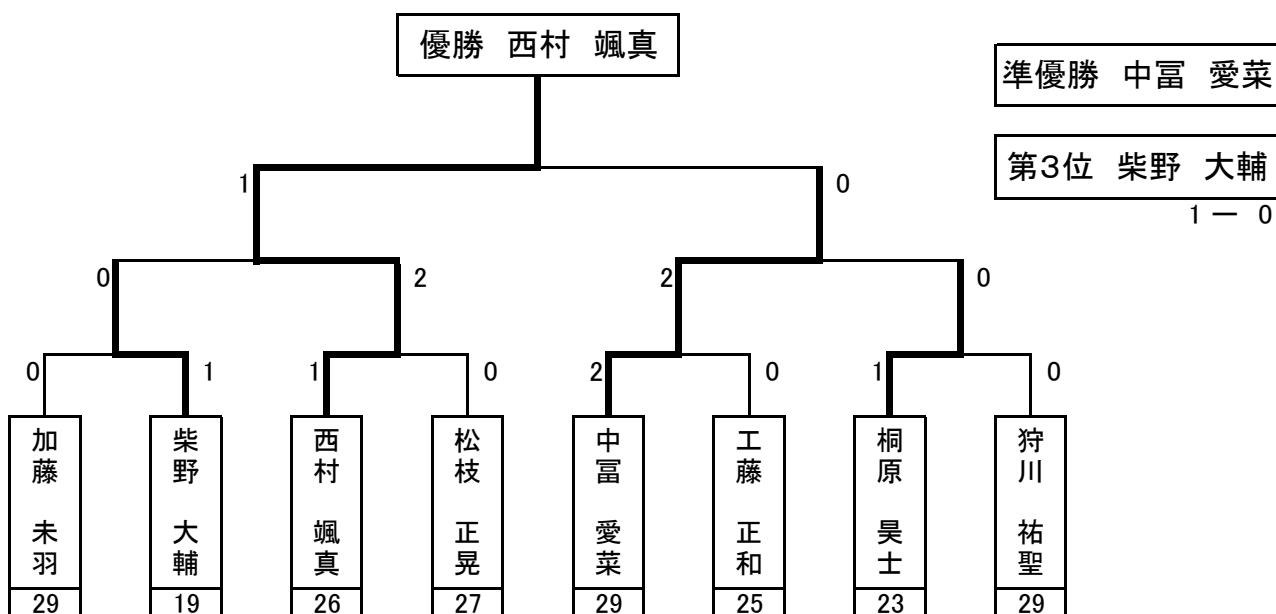 優勝 西村 颯真
準優勝 中冨 愛菜
第3位 柴野 大輔
1 ー 0
1 0
0 2 2 0
0 1 1 0 2 0 1 0
加藤 未羽
柴野 大輔
西村 颯真
松枝 正晃
中冨 愛菜
工藤 正和
桐原 昊士
狩川 祐聖
29 19 26 27 29 25 23 29